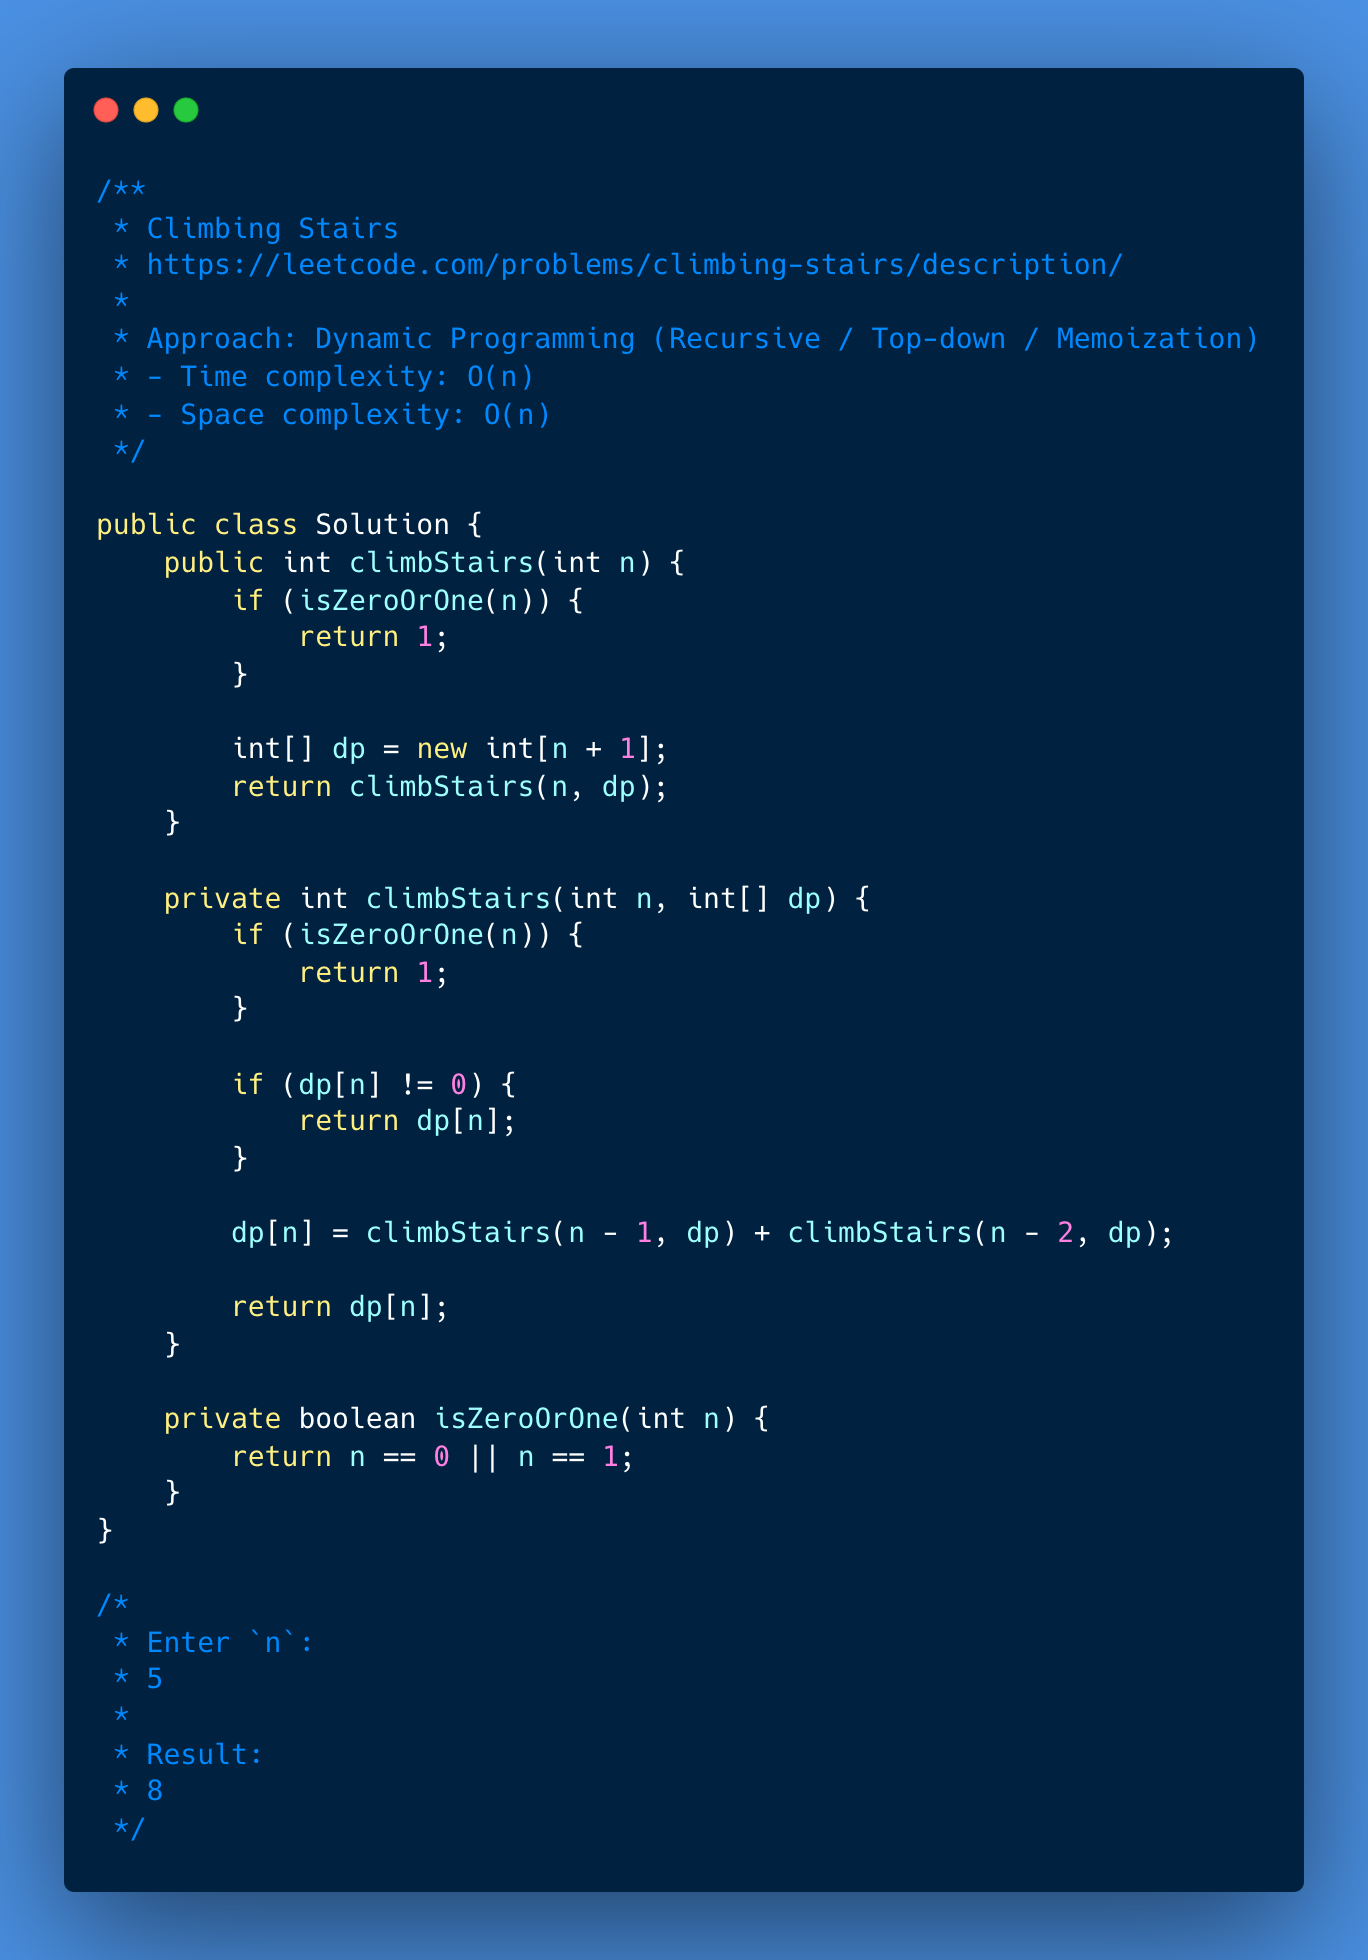 /**
 * Climbing Stairs
 * https://leetcode.com/problems/climbing-stairs/description/
 *
 * Approach: Dynamic Programming (Recursive / Top-down / Memoization)
 * - Time complexity: O(n)
 * - Space complexity: O(n)
 */

public class Solution {
    public int climbStairs(int n) {
        if (isZeroOrOne(n)) {
            return 1;
        }

        int[] dp = new int[n + 1];
        return climbStairs(n, dp);
    }

    private int climbStairs(int n, int[] dp) {
        if (isZeroOrOne(n)) {
            return 1;
        }

        if (dp[n] != 0) {
            return dp[n];
        }

        dp[n] = climbStairs(n - 1, dp) + climbStairs(n - 2, dp);

        return dp[n];
    }

    private boolean isZeroOrOne(int n) {
        return n == 0 || n == 1;
    }
}

/*
 * Enter `n`:
 * 5
 *
 * Result:
 * 8
 */